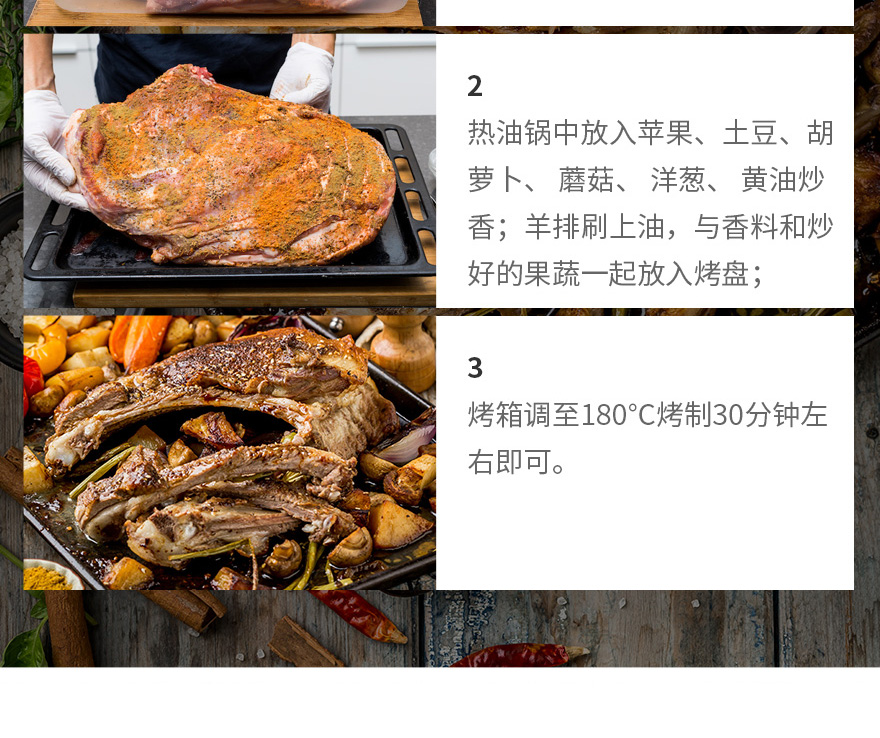 2
热油锅中放入苹果、土豆、胡
萝卜、 蘑菇、 洋葱、 黄油炒
香；羊排刷上油，与香料和炒
好的果蔬一起放入烤盘；
3
烤箱调至180°C烤制30分钟左
右即可。